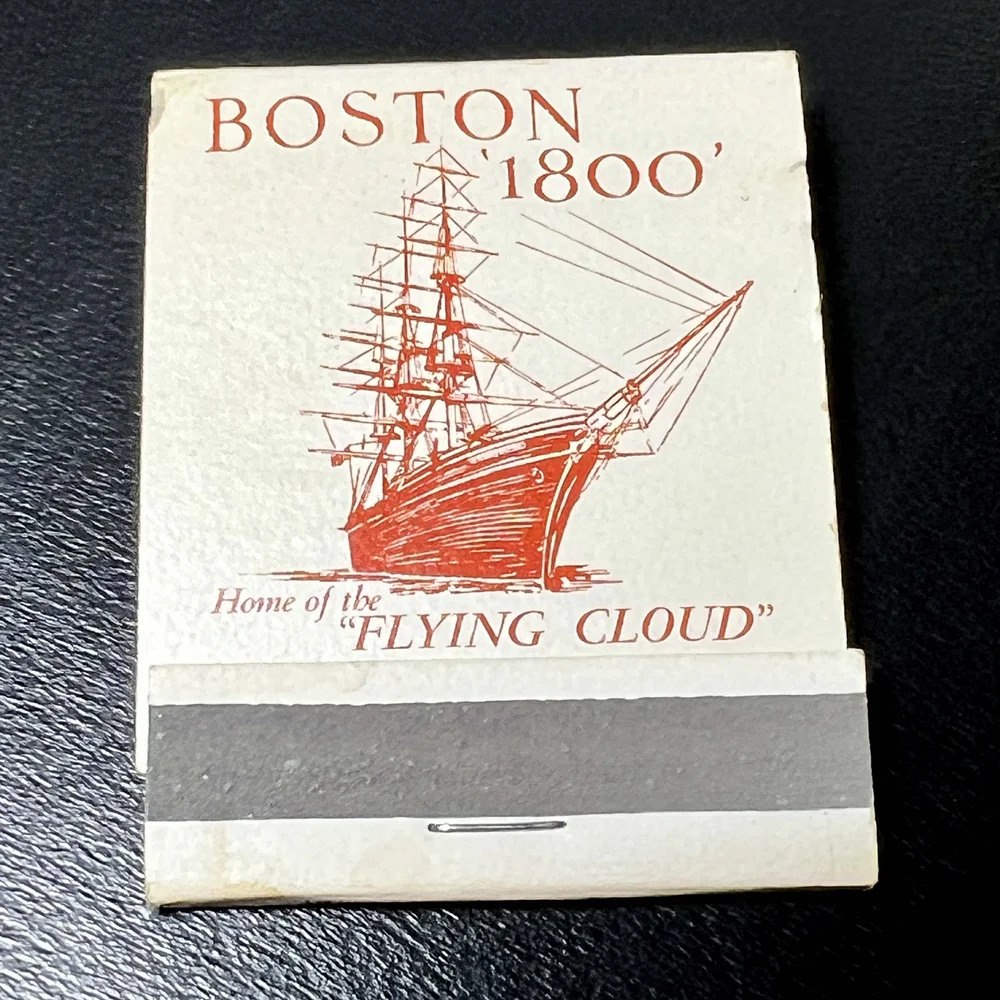 BOSTON
'1800'
Home of the
“FLYING CLOUD”